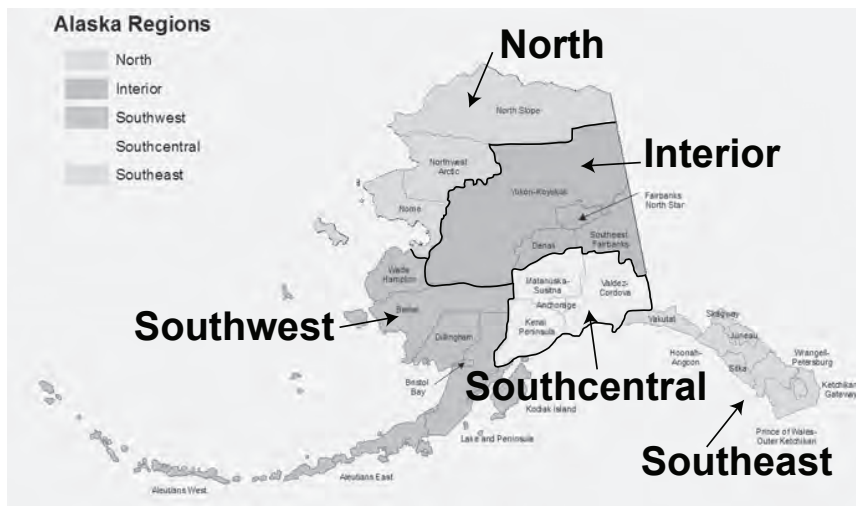 Alaska Regions
North
Interior
Southwest
Southcentral
Southeast
North
North Slope
Northwest
Arctic
Interior
Yukon-Koyukuk
Nome
Fairbanks
North Star
Denali
Southeast
Fairbanks
Wade
Hampton
Matanuska-
Susitna
Valdez-
Cordova
Bethel
Anchorage
Southwest
Dillingham
Kenai
Peninsula
Yakutat
Skagway
Juneau
Hoonah-
Angoon
Sitka
Wrangell-
Petersburg
Bristol
Bay
Southcentral
Ketchikan
Gateway
Kodiak Island
Lake and Peninsula
Prince of Wales-
Outer Ketchikan
Southeast
Aleutians East
Aleutians West